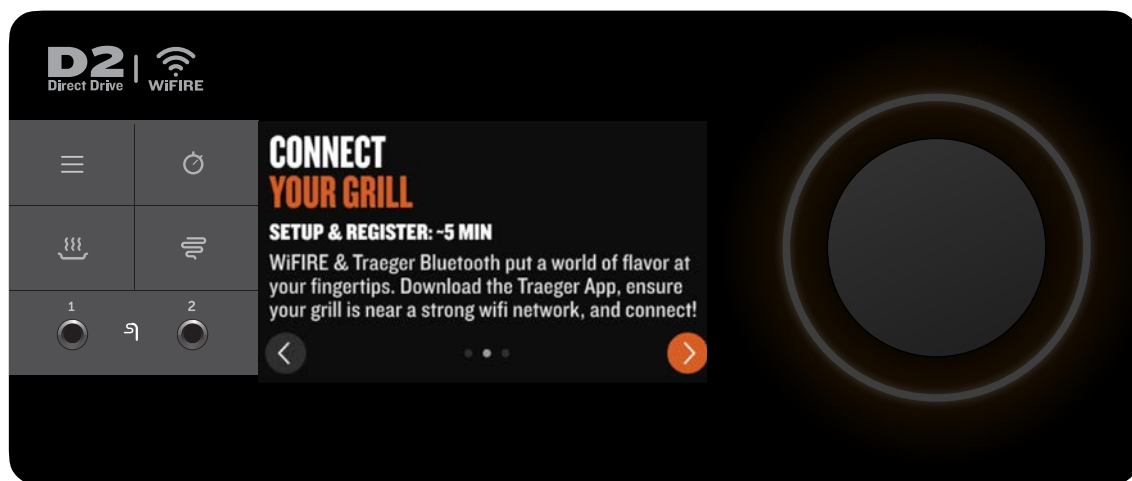 D2
Direct Drive
WiFIRE
CONNECT
YOUR GRILL
SETUP & REGISTER: ~5 MIN
WiFIRE & Traeger Bluetooth put a world of flavor at
your fingertips. Download the Traeger App, ensure
your grill is near a strong wifi network, and connect!
1
2